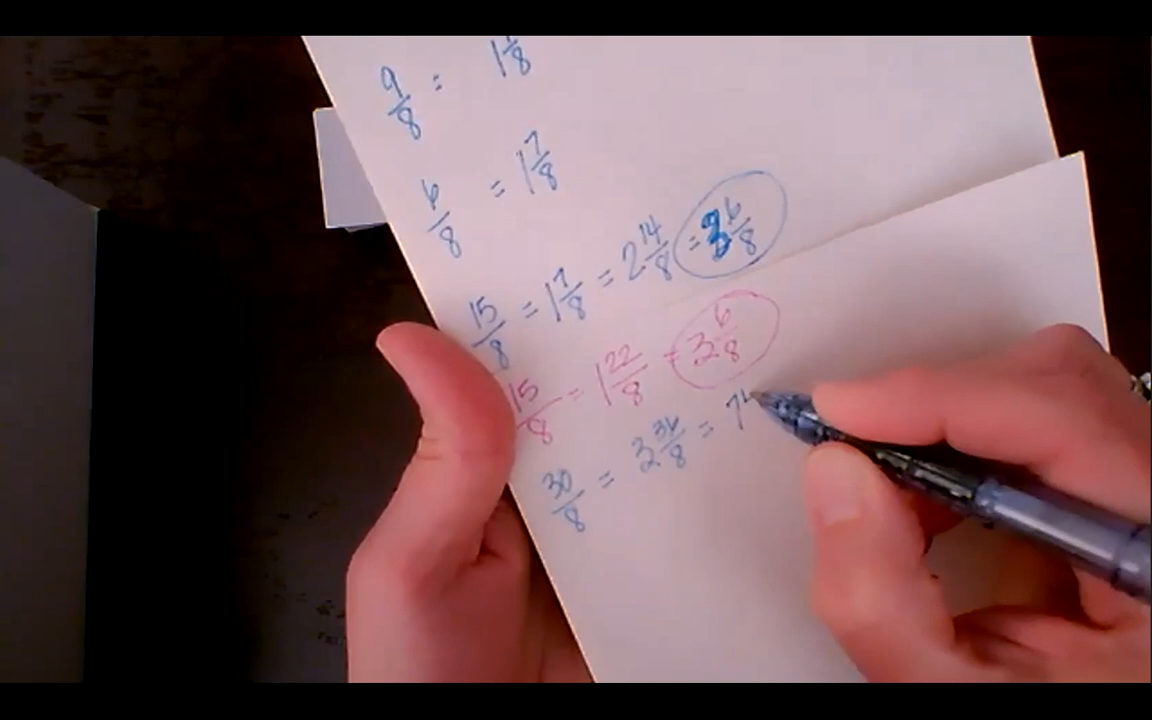 9/8 = 1 1/8
6/8 = 1 7/8
15/8 = 1 7/8 = 2 14/8 = 3 6/8
15/8 = 1 22/8 = 3 6/8
30/8 = 3 36/8 = 7